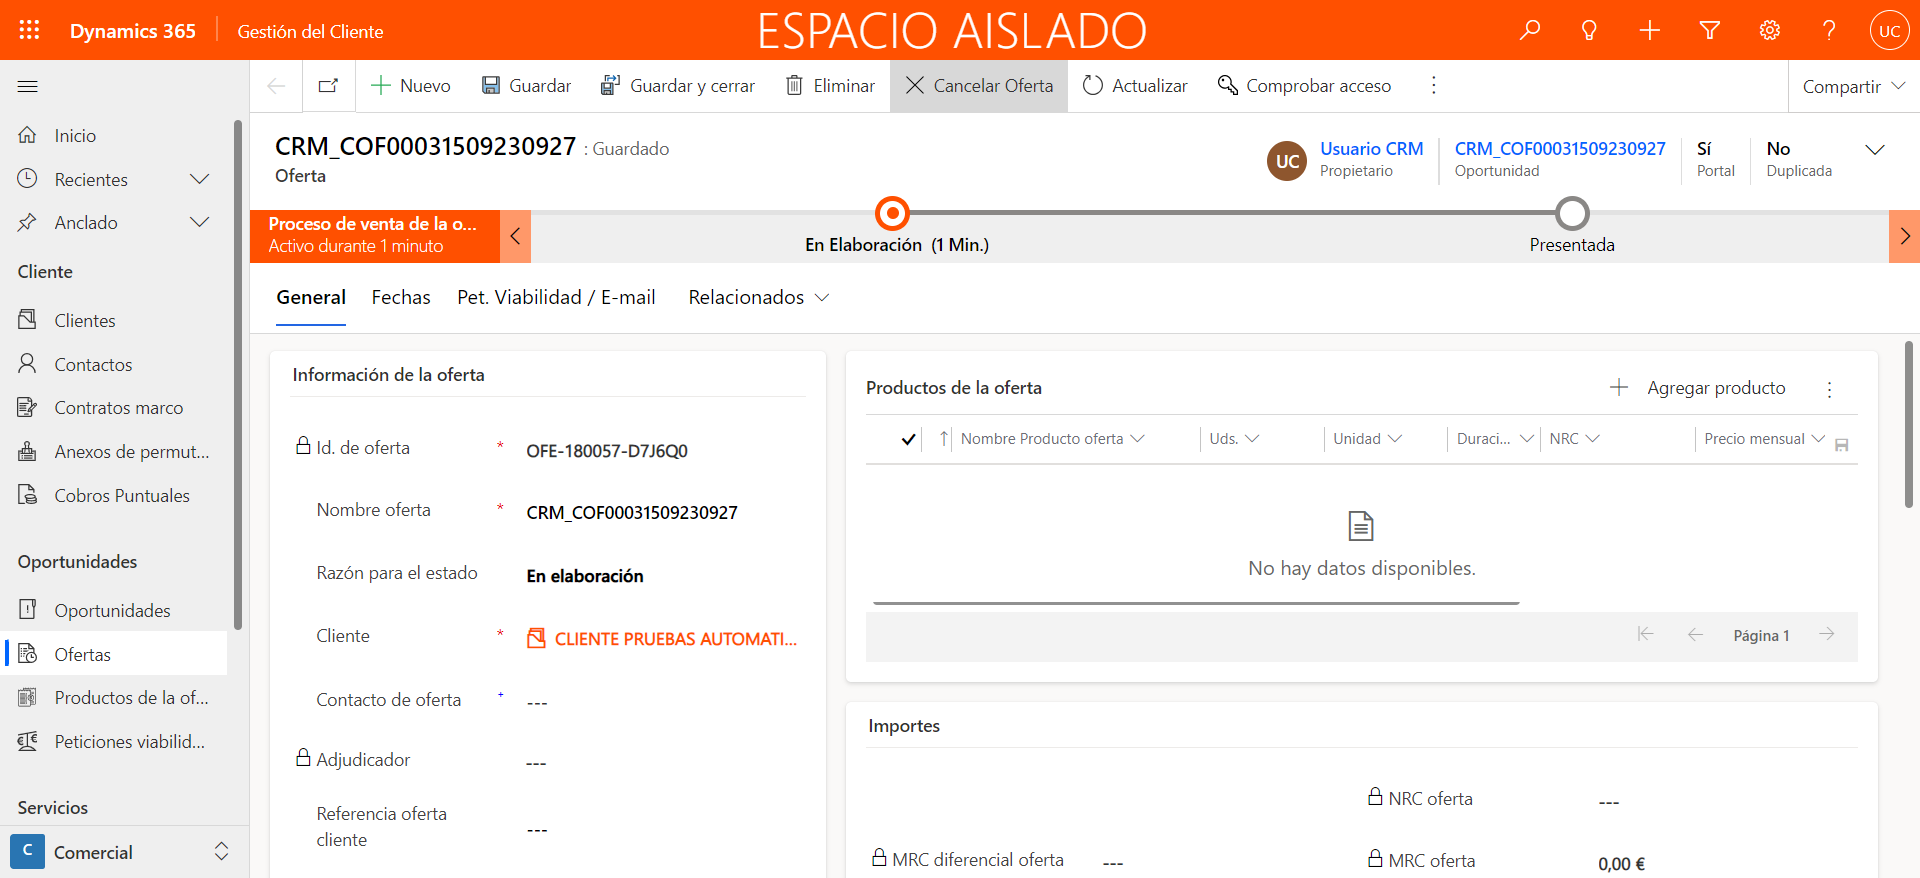 Dynamics 365
Gestión del Cliente
ESPACIO AISLADO
UC
Nuevo
Guardar
Guardar y cerrar
Eliminar
Cancelar Oferta
Actualizar
Comprobar acceso
Compartir
Inicio
Recientes
Anclado
Cliente
Clientes
Contactos
Contratos marco
Anexos de permut...
Cobros Puntuales
Oportunidades
Oportunidades
Ofertas
Productos de la of...
Peticiones viabilid...
Servicios
C
Comercial
CRM_COF00031509230927 : Guardado
Oferta
UC
Usuario CRM
Propietario
CRM_COF00031509230927
Oportunidad
Sí
Portal
No
Duplicada
Proceso de venta de la o...
Activo durante 1 minuto
En Elaboración (1 Min.)
Presentada
General
Fechas
Pet. Viabilidad / E-mail
Relacionados
Información de la oferta
Id. de oferta * OFE-180057-D7J6Q0
Nombre oferta * CRM_COF00031509230927
Razón para el estado En elaboración
Cliente * CLIENTE PRUEBAS AUTOMATI...
Contacto de oferta + ---
Adjudicador ---
Referencia oferta
cliente ---
Productos de la oferta
Agregar producto
Nombre Producto oferta
Uds.
Unidad
Duraci...
NRC
Precio mensual
No hay datos disponibles.
Página 1
Importes
NRC oferta ---
MRC diferencial oferta ---
MRC oferta 0,00 €